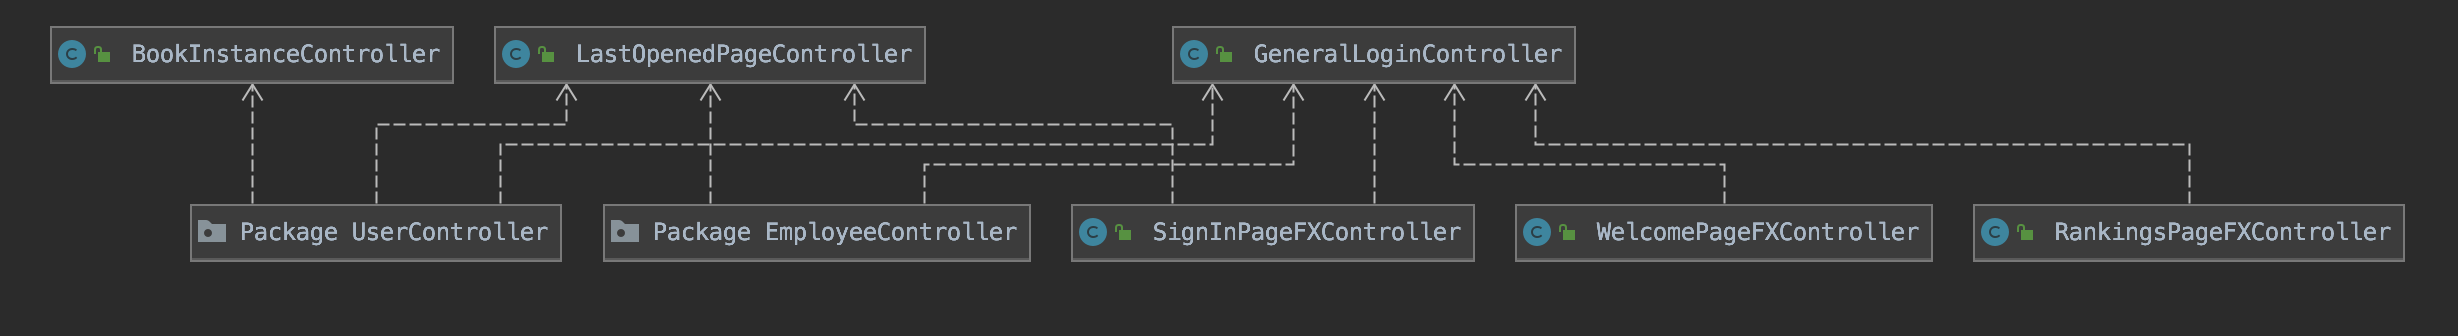 BookInstanceController
LastOpenedPageController
GeneralLoginController
Package UserController
Package EmployeeController
SignInPageFXController
WelcomePageFXController
RankingsPageFXController